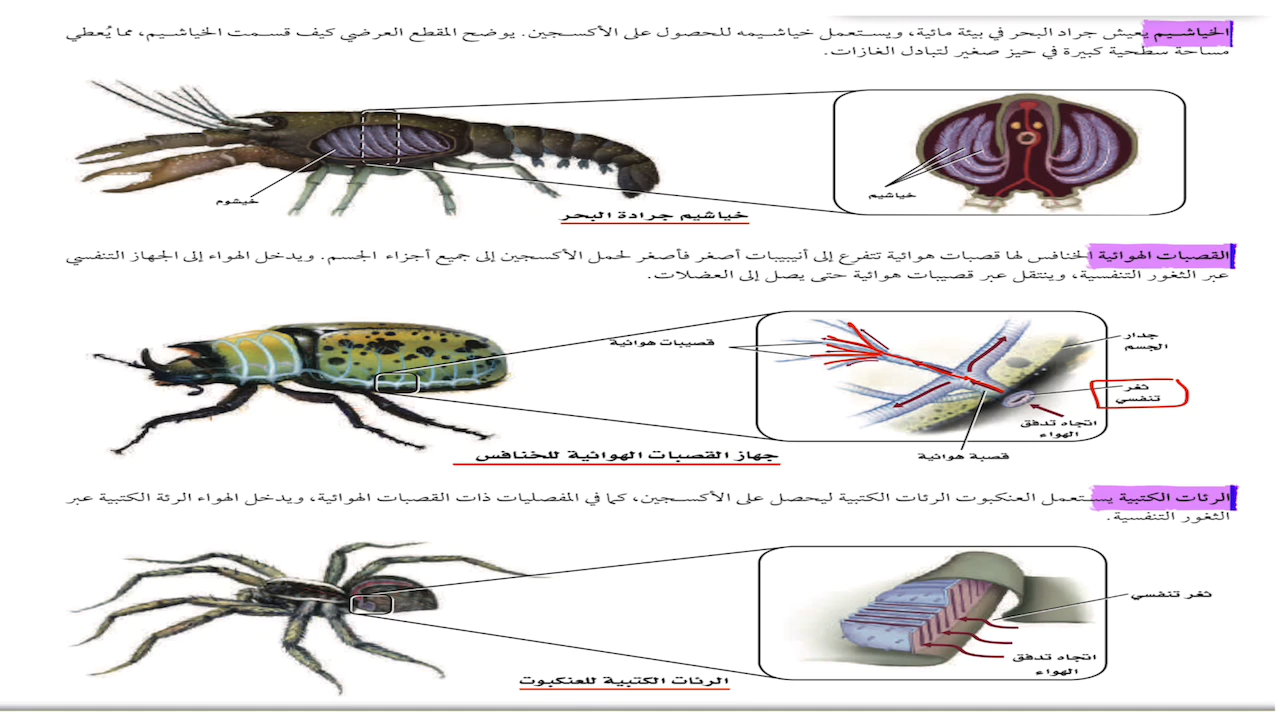 الخياشيم يعيش جراد البحر في بيئة مائية، ويستعمل خياشيمه للحصول على الأكسجين. يوضح المقطع العرضي كيف قسمت الخياشيم، مما يُعطي
مساحة سطحية كبيرة في حيز صغير لتبادل الغازات.
خيشوم
خياشيم
خياشيم جرادة البحر
القصبات الهوائية الخنافس لها قصبات هوائية تتفرع إلى أنيبيبات أصغر فأصغر لحمل الأكسجين إلى جميع أجزاء الجسم. ويدخل الهواء إلى الجهاز التنفسي
عبر الثغور التنفسية، وينتقل عبر قصيبات هوائية حتى يصل إلى العضلات.
جدار
الجسم
قصيبات هوائية
ثغر
تنفسي
اتجاه تدفق
الهواء
قصبة هوائية
جهاز القصبات الهوائية للخنافس
الرئات الكتبية يستعمل العنكبوت الرئات الكتبية ليحصل على الأكسجين، كما في المفصليات ذات القصبات الهوائية، ويدخل الهواء الرئة الكتبية عبر
الثغور التنفسية.
ثغر تنفسي
اتجاه تدفق
الهواء
الرئات الكتبية للعنكبوت